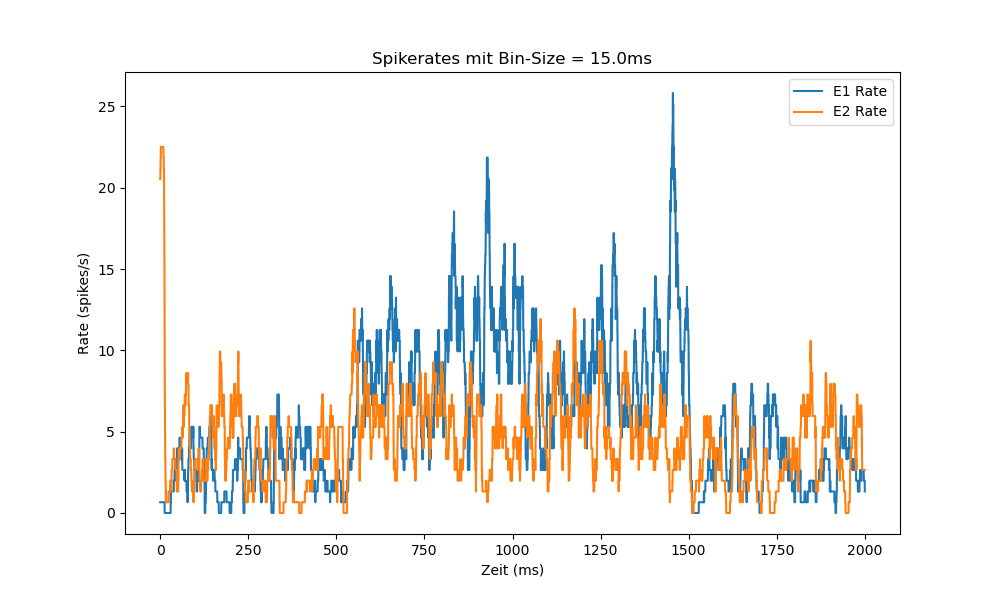 Spikerates mit Bin-Size = 15.0ms
E1 Rate
E2 Rate
25
20
15
10
5
0
Rate (spikes/s)
0 250 500 750 1000 1250 1500 1750 2000
Zeit (ms)